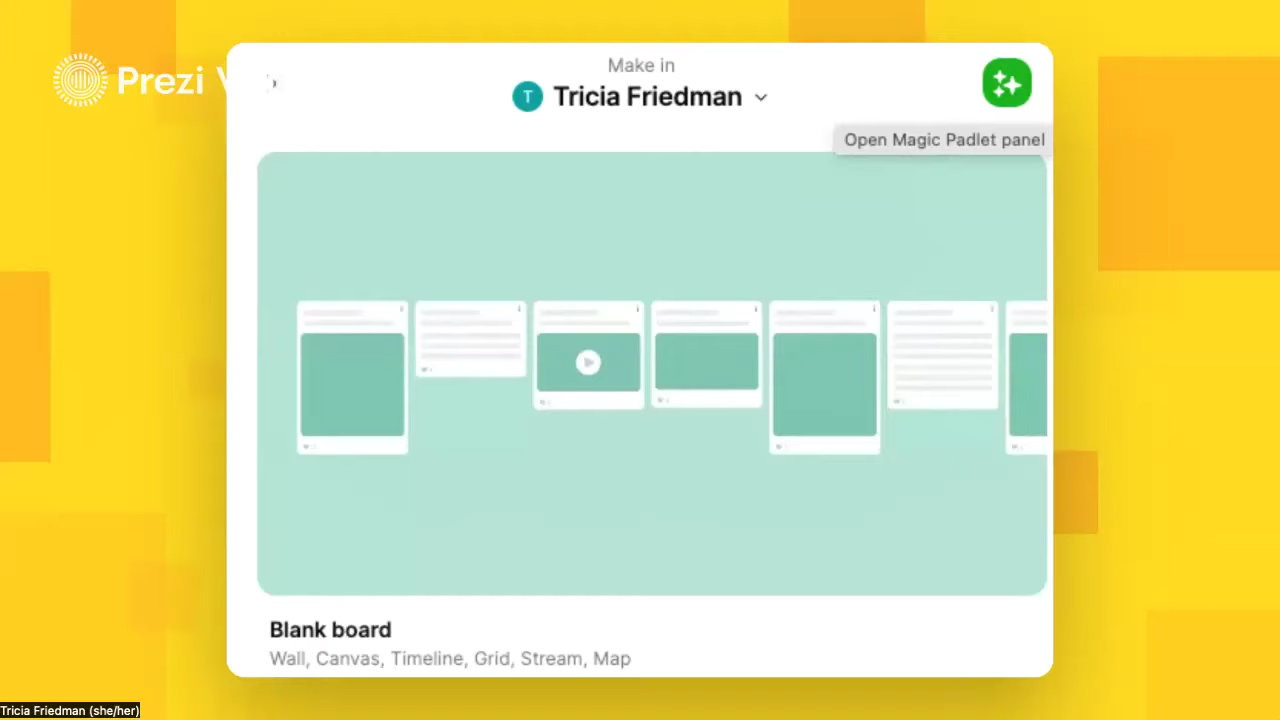 Prezi
Make in
T Tricia Friedman
Open Magic Padlet panel
Blank board
Wall, Canvas, Timeline, Grid, Stream, Map
Tricia Friedman (she/her)